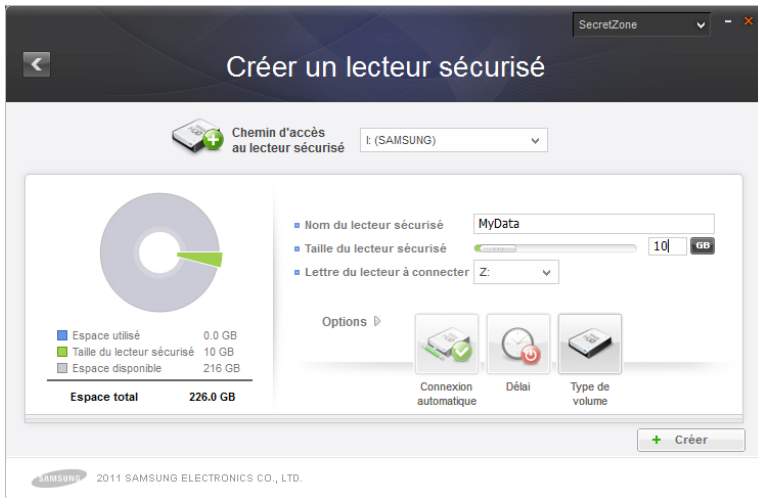 SecretZone
Créer un lecteur sécurisé
Chemin d'accès
au lecteur sécurisé
I: (SAMSUNG)
Nom du lecteur sécurisé
MyData
Taille du lecteur sécurisé
10
GB
Lettre du lecteur à connecter
Z:
Options
Connexion
automatique
Délai
Type de
volume
Espace utilisé 0.0 GB
Taille du lecteur sécurisé 10 GB
Espace disponible 216 GB
Espace total 226.0 GB
+ Créer
SAMSUNG 2011 SAMSUNG ELECTRONICS CO., LTD.